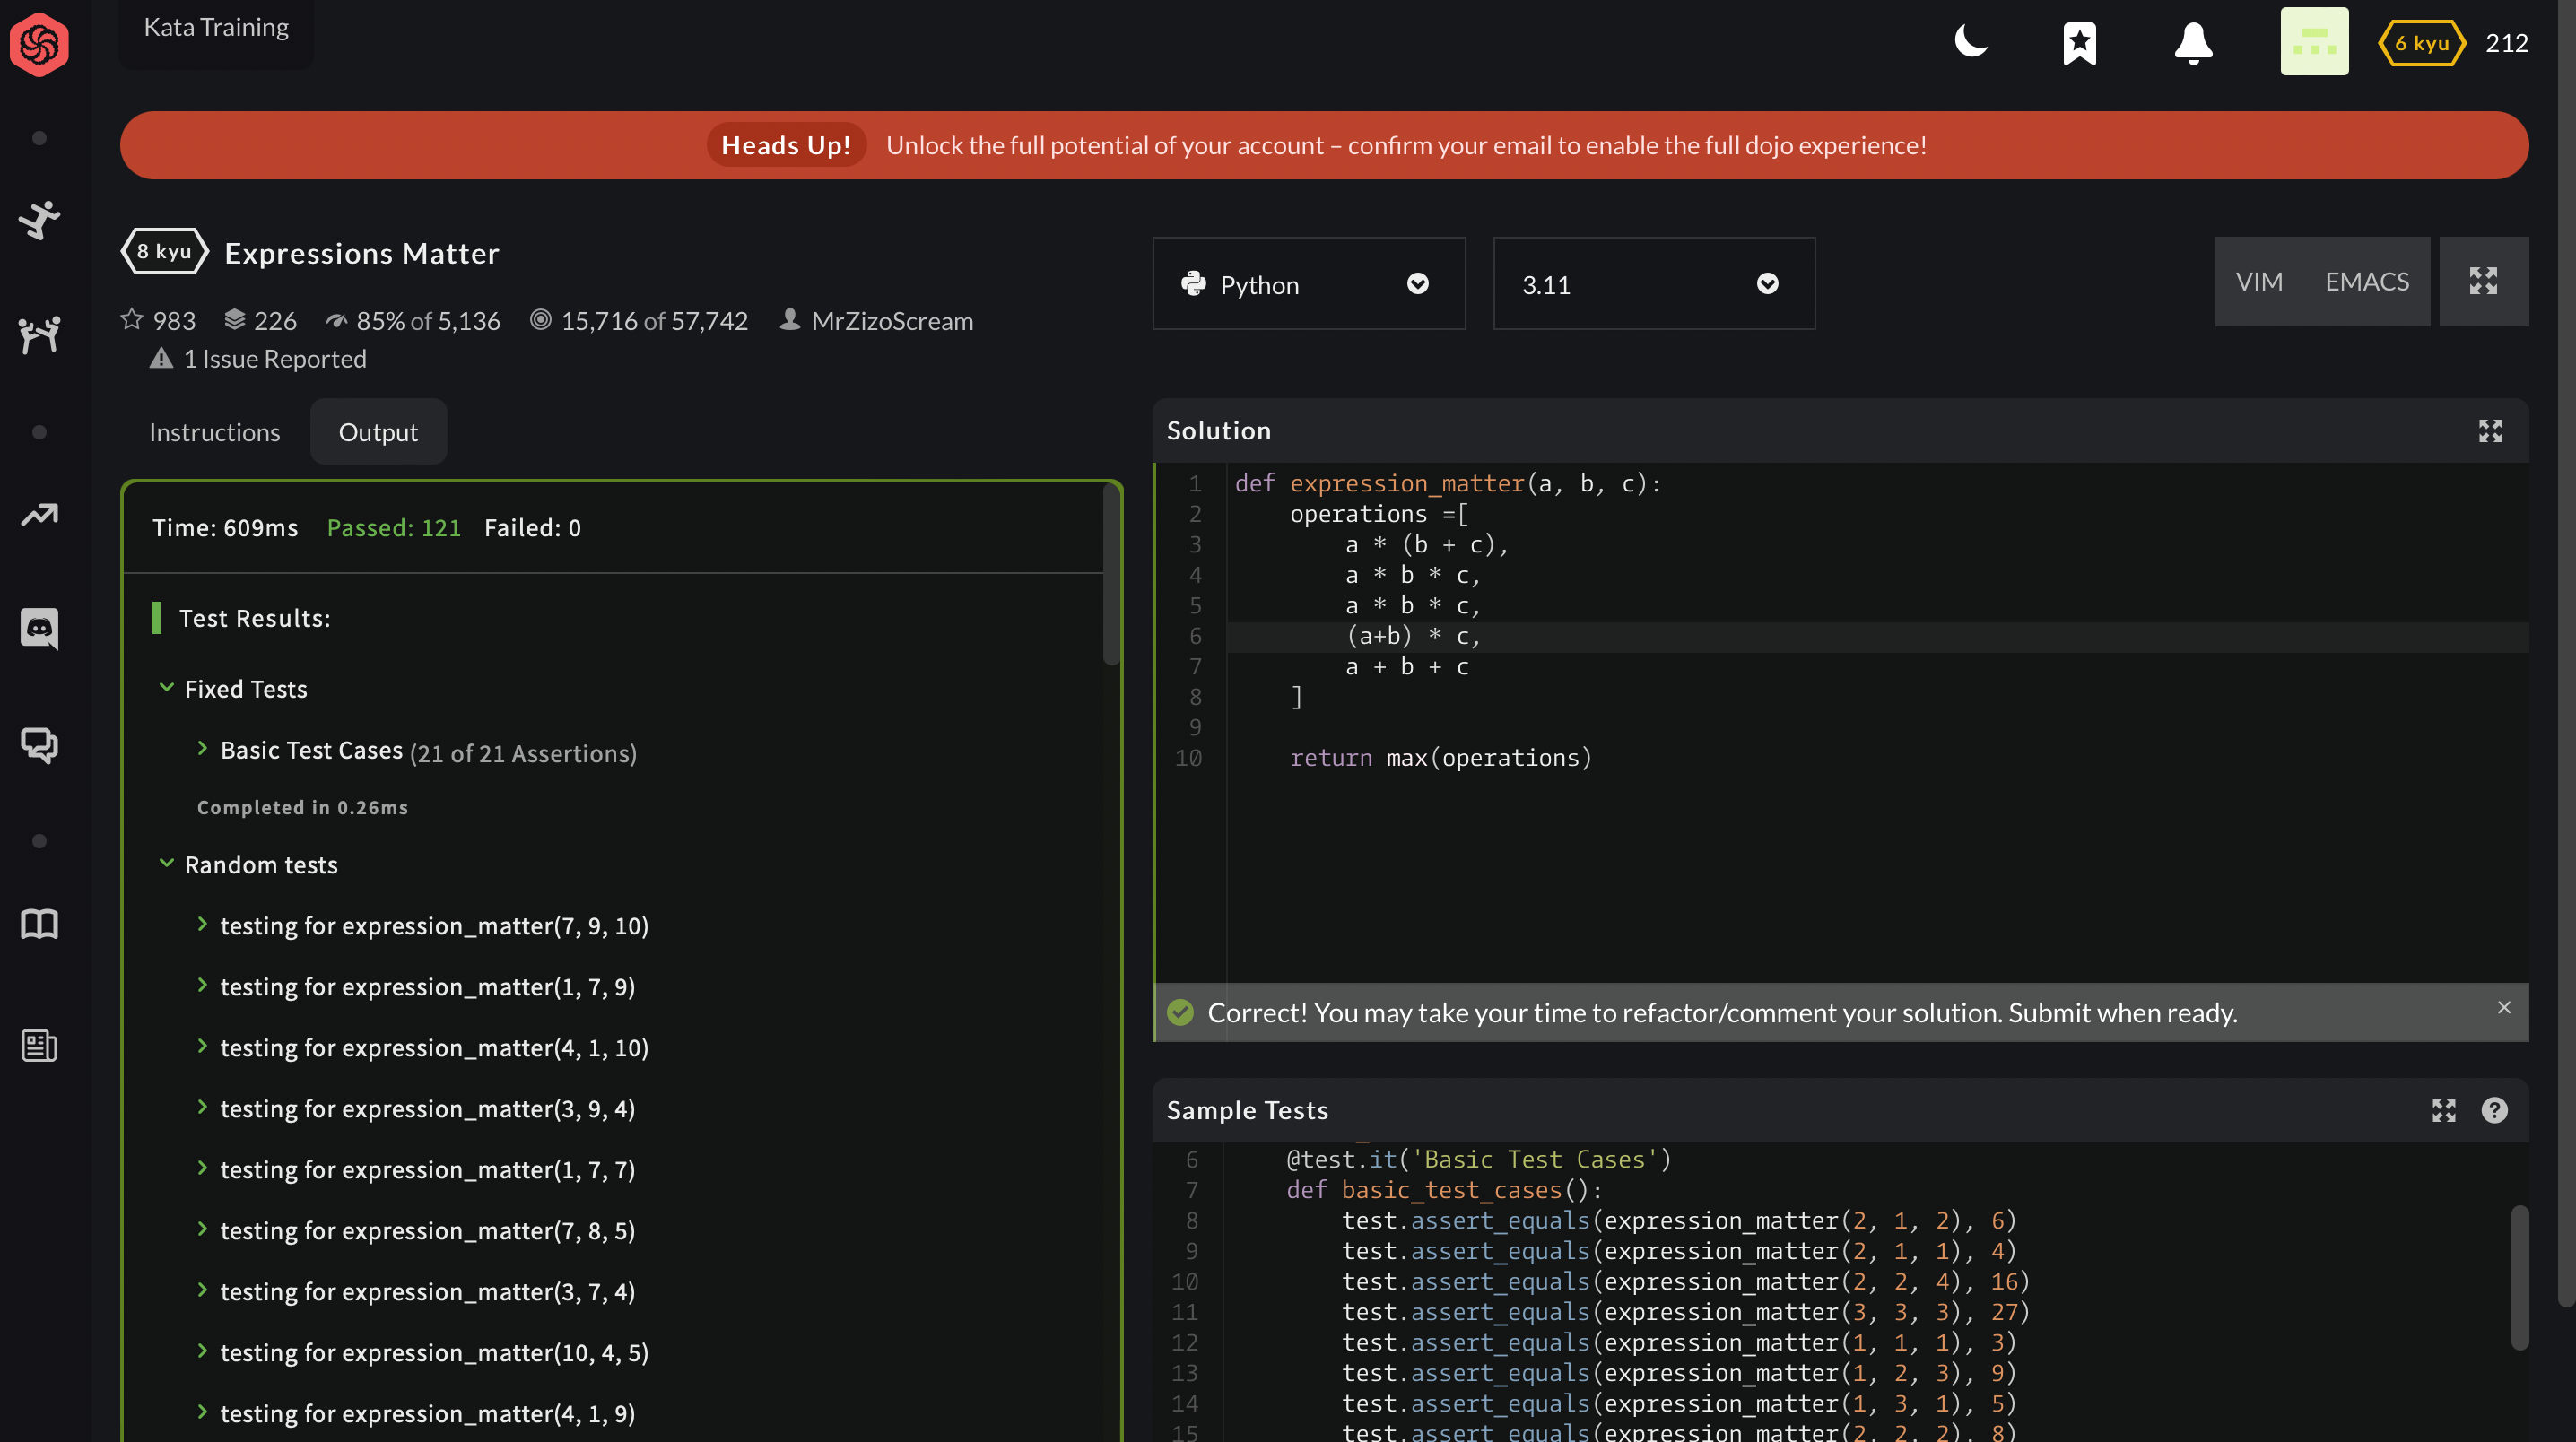 Kata Training
6 kyu 212
Heads Up! Unlock the full potential of your account – confirm your email to enable the full dojo experience!
8 kyu Expressions Matter
983 226 85% of 5,136 15,716 of 57,742 MrZizoScream
1 Issue Reported
Python
3.11
VIM EMACS
Instructions Output
Time: 609ms Passed: 121 Failed: 0
Test Results:
Fixed Tests
Basic Test Cases (21 of 21 Assertions)
Completed in 0.26ms
Random tests
testing for expression_matter(7, 9, 10)
testing for expression_matter(1, 7, 9)
testing for expression_matter(4, 1, 10)
testing for expression_matter(3, 9, 4)
testing for expression_matter(1, 7, 7)
testing for expression_matter(7, 8, 5)
testing for expression_matter(3, 7, 4)
testing for expression_matter(10, 4, 5)
testing for expression_matter(4, 1, 9)
Solution
1 def expression_matter(a, b, c):
2 operations =[
3 a * (b + c),
4 a * b * c,
5 a * b * c,
6 (a+b) * c,
7 a + b + c
8 ]
9
10 return max(operations)
Correct! You may take your time to refactor/comment your solution. Submit when ready.
Sample Tests
6 @test.it('Basic Test Cases')
7 def basic_test_cases():
8 test.assert_equals(expression_matter(2, 1, 2), 6)
9 test.assert_equals(expression_matter(2, 1, 1), 4)
10 test.assert_equals(expression_matter(2, 2, 4), 16)
11 test.assert_equals(expression_matter(3, 3, 3), 27)
12 test.assert_equals(expression_matter(1, 1, 1), 3)
13 test.assert_equals(expression_matter(1, 2, 3), 9)
14 test.assert_equals(expression_matter(1, 3, 1), 5)
15 test.assert_equals(expression_matter(2, 2, 2), 8)